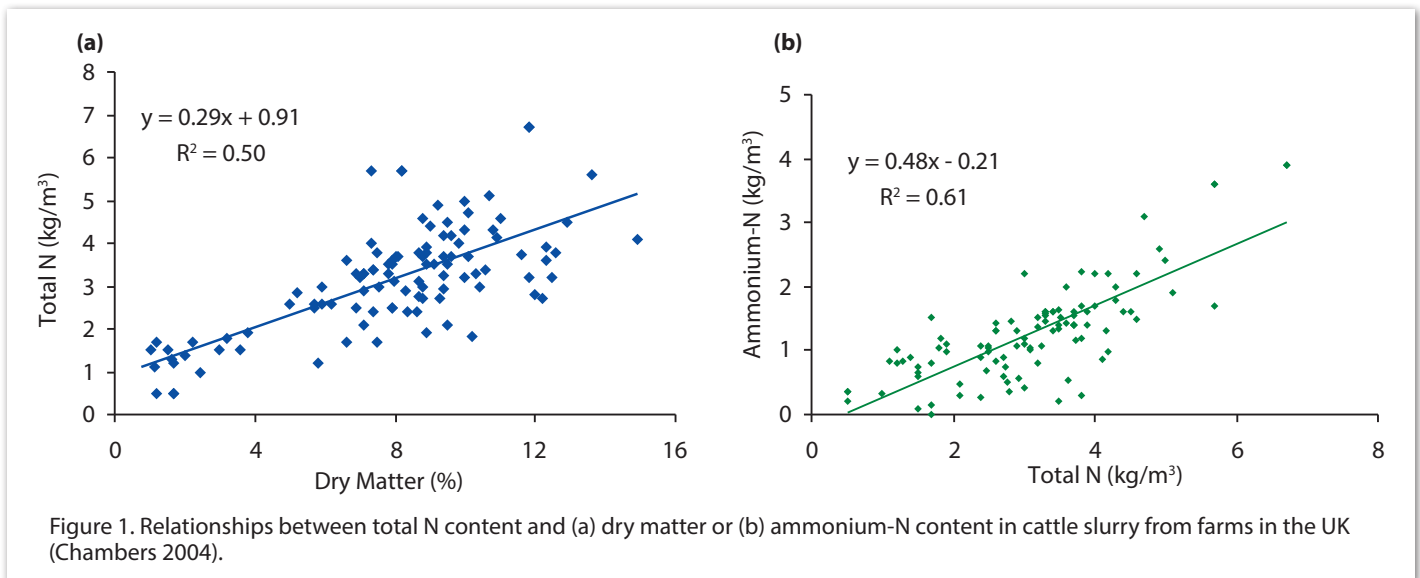 (a)
8
7
6
5
4
3
2
1
0
Total N (kg/m³)
y = 0.29x + 0.91
R² = 0.50
0 4 8 12 16
Dry Matter (%)
(b)
5
4
3
2
1
0
Ammonium-N (kg/m³)
y = 0.48x - 0.21
R² = 0.61
0 2 4 6 8
Total N (kg/m³)
Figure 1. Relationships between total N content and (a) dry matter or (b) ammonium-N content in cattle slurry from farms in the UK
(Chambers 2004).